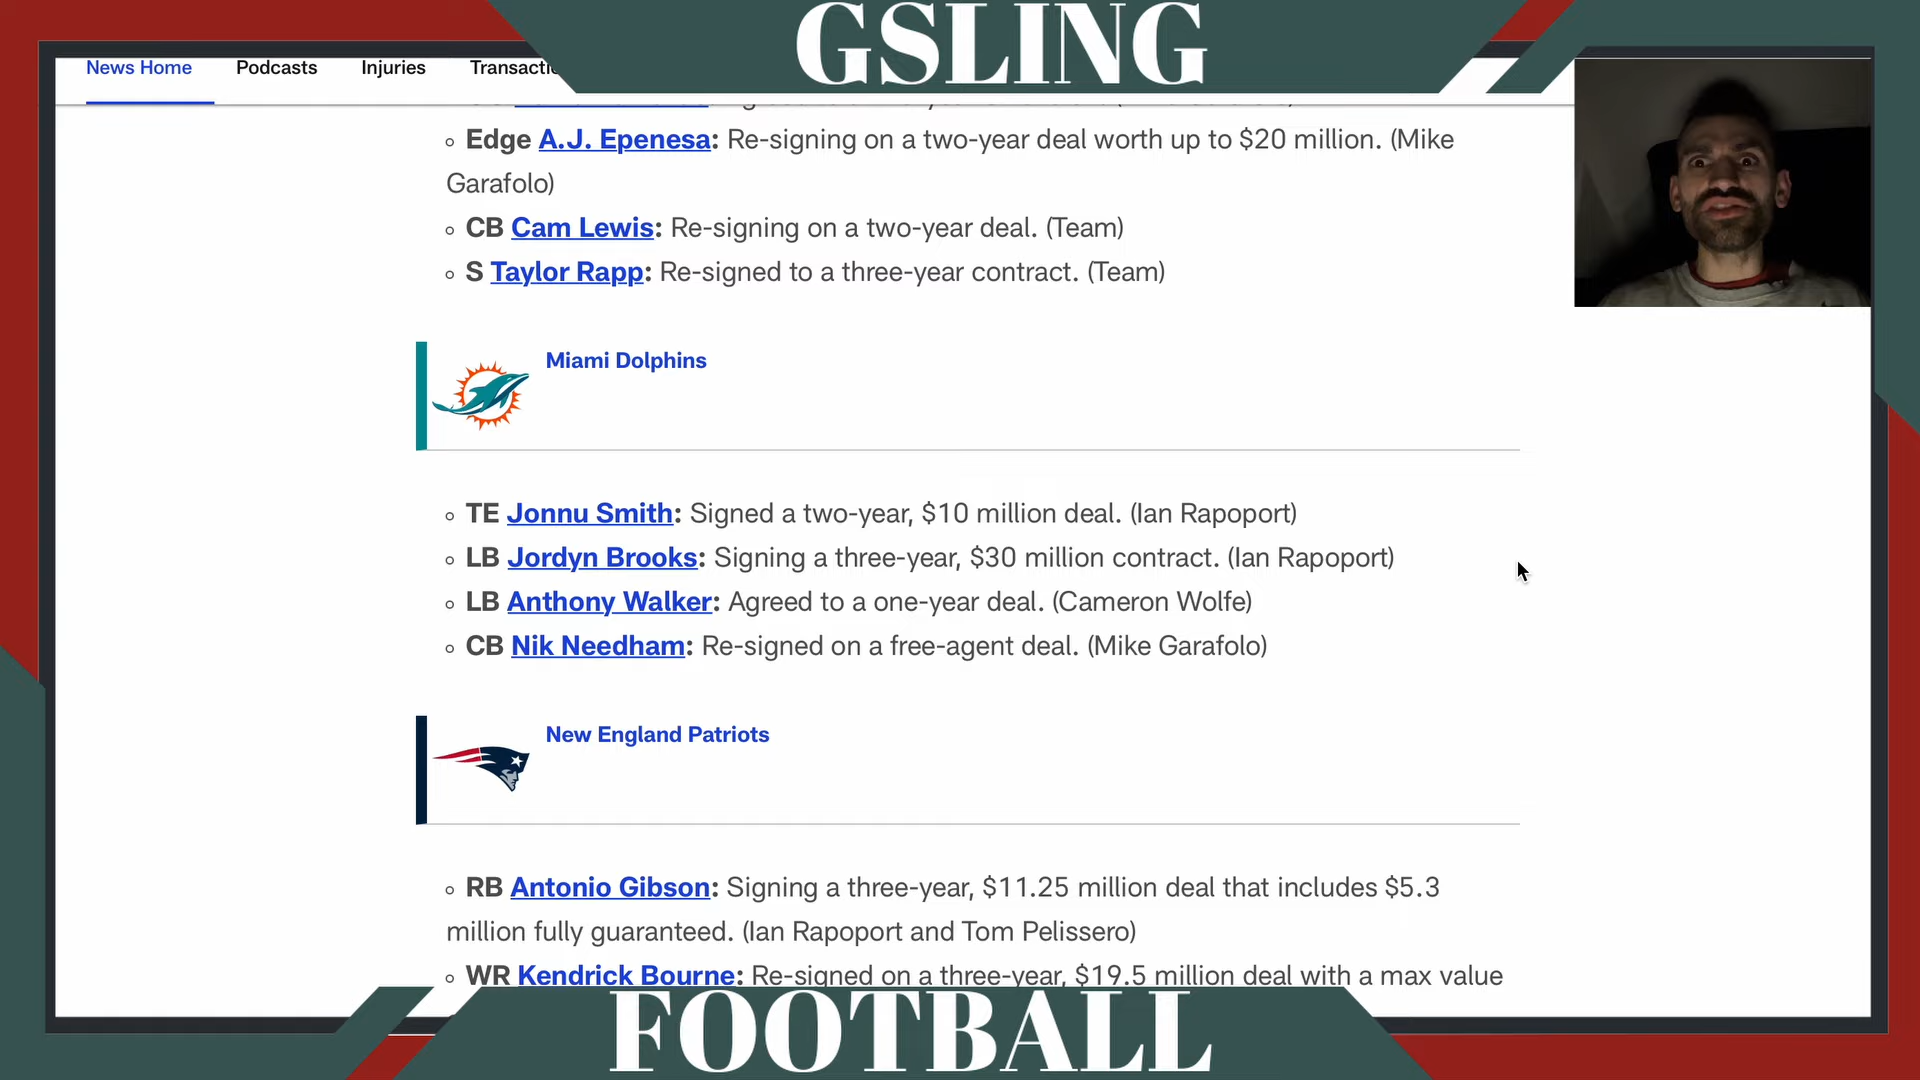 GSLING
News Home Podcasts Injuries
Edge A.J. Epenesa: Re-signing on a two-year deal worth up to $20 million. (Mike
Garafolo)
CB Cam Lewis: Re-signing on a two-year deal. (Team)
S Taylor Rapp: Re-signed to a three-year contract. (Team)
Miami Dolphins
TE Jonnu Smith: Signed a two-year, $10 million deal. (Ian Rapoport)
LB Jordyn Brooks: Signing a three-year, $30 million contract. (Ian Rapoport)
LB Anthony Walker: Agreed to a one-year deal. (Cameron Wolfe)
CB Nik Needham: Re-signed on a free-agent deal. (Mike Garafolo)
New England Patriots
RB Antonio Gibson: Signing a three-year, $11.25 million deal that includes $5.3
million fully guaranteed. (Ian Rapoport and Tom Pelissero)
WR Kendrick Bourne: Re-signed on a three-year, $19.5 million deal with a max value
FOOTBALL